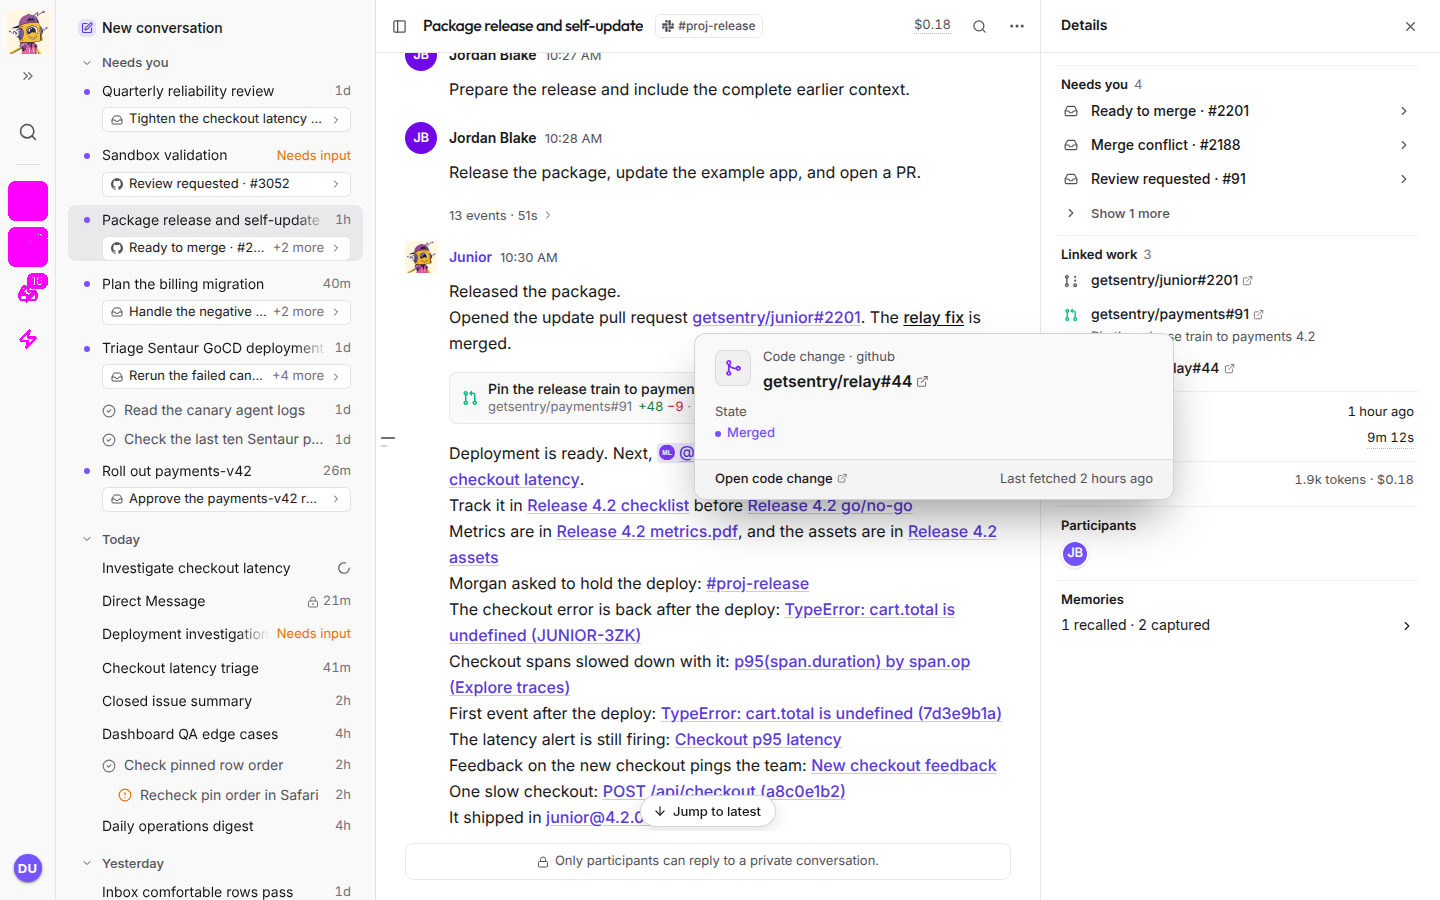 New conversation
Needs you
Quarterly reliability review 1d
Tighten the checkout latency ...
Sandbox validation Needs input
Review requested · #3052
Package release and self-update 1h
Ready to merge · #2... +2 more
Plan the billing migration 40m
Handle the negative ... +2 more
Triage Sentaur GoCD deployment 1d
Rerun the failed can... +4 more
Read the canary agent logs 1d
Check the last ten Sentaur p... 1d
Roll out payments-v42 26m
Approve the payments-v42 r...
Today
Investigate checkout latency
Direct Message 21m
Deployment investigation Needs input
Checkout latency triage 41m
Closed issue summary 2h
Dashboard QA edge cases 4h
Check pinned row order 2h
Recheck pin order in Safari 2h
Daily operations digest 4h
Yesterday
Inbox comfortable rows pass 1d
DU
Package release and self-update #proj-release $0.18
JB Jordan Blake 10:27 AM
Prepare the release and include the complete earlier context.
JB Jordan Blake 10:28 AM
Release the package, update the example app, and open a PR.
13 events · 51s
Junior 10:30 AM
Released the package.
Opened the update pull request getsentry/junior#2201. The relay fix is
merged.
Pin the release train to paymen
getsentry/payments#91 +48 −9 ·
Deployment is ready. Next, ML @
checkout latency.
Track it in Release 4.2 checklist before Release 4.2 go/no-go
Metrics are in Release 4.2 metrics.pdf, and the assets are in Release 4.2
assets
Morgan asked to hold the deploy: #proj-release
The checkout error is back after the deploy: TypeError: cart.total is
undefined (JUNIOR-3ZK)
Checkout spans slowed down with it: p95(span.duration) by span.op
(Explore traces)
First event after the deploy: TypeError: cart.total is undefined (7d3e9b1a)
The latency alert is still firing: Checkout p95 latency
Feedback on the new checkout pings the team: New checkout feedback
One slow checkout: POST /api/checkout (a8c0e1b2)
It shipped in junior@4.2.0
Jump to latest
Only participants can reply to a private conversation.
Code change · github
getsentry/relay#44
State
Merged
Open code change Last fetched 2 hours ago
Details
Needs you 4
Ready to merge · #2201
Merge conflict · #2188
Review requested · #91
Show 1 more
Linked work 3
getsentry/junior#2201
getsentry/payments#91
train to payments 4.2
lay#44
1 hour ago
9m 12s
1.9k tokens · $0.18
Participants
JB
Memories
1 recalled · 2 captured